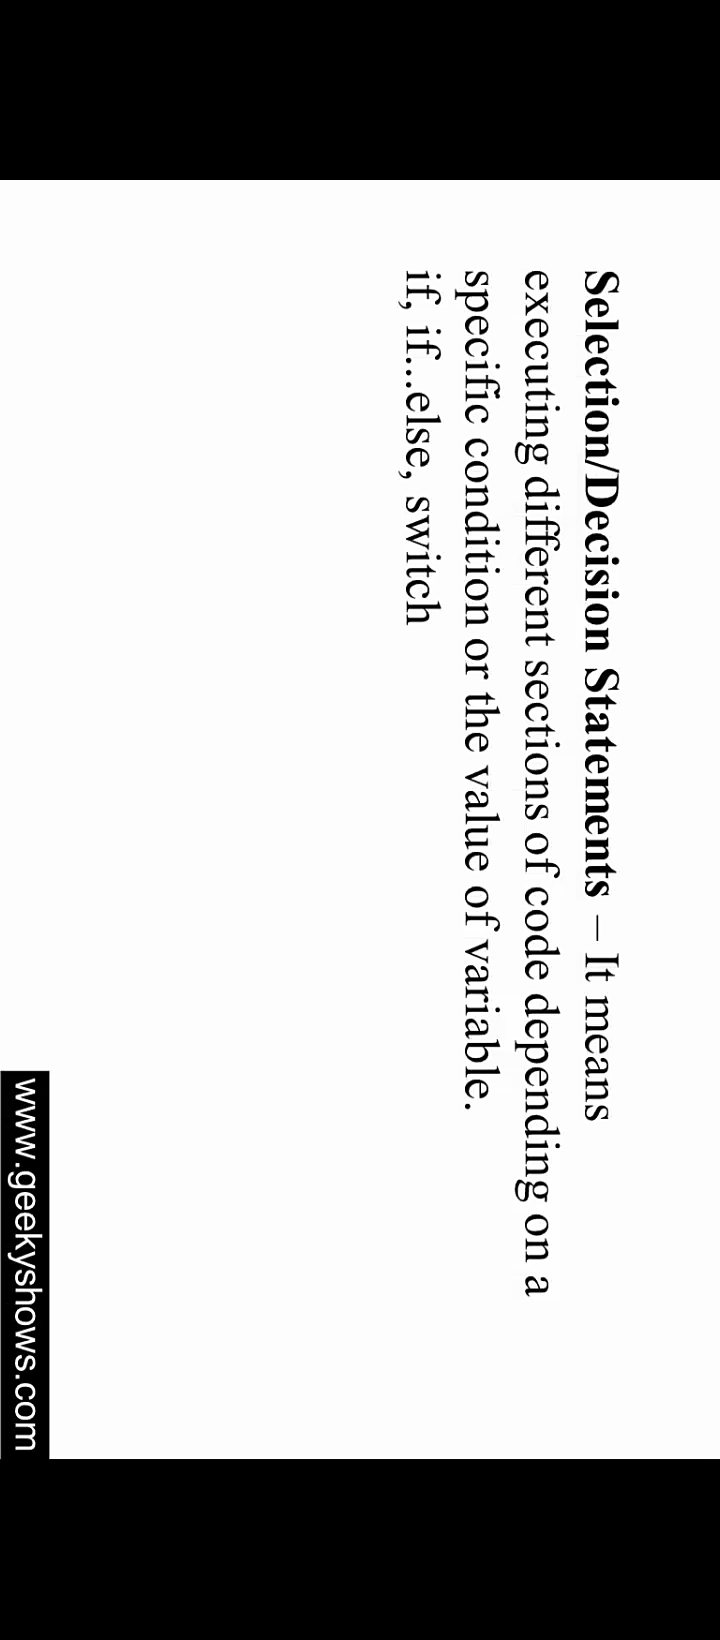 Selection/Decision Statements – It means
executing different sections of code depending on a
specific condition or the value of variable.
if, if...else, switch
www.geekyshows.com